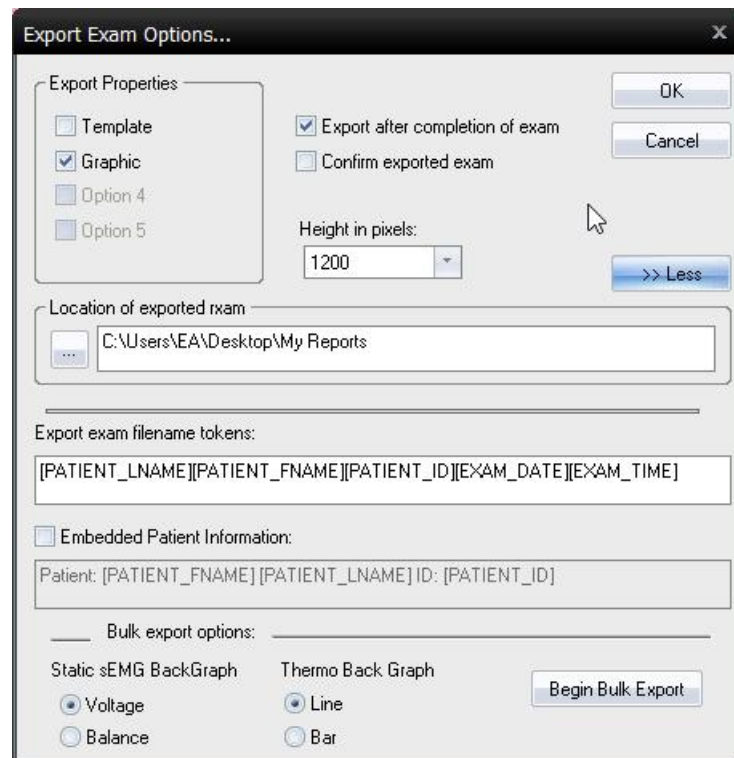 Export Exam Options...
x
Export Properties
OK
Template
Export after completion of exam
Cancel
Graphic
Confirm exported exam
Option 4
Option 5
Height in pixels:
1200
>> Less
Location of exported rxam
...
C:\Users\EA\Desktop\My Reports
Export exam filename tokens:
[PATIENT_LNAME][PATIENT_FNAME][PATIENT_ID][EXAM_DATE][EXAM_TIME]
Embedded Patient Information:
Patient: [PATIENT_FNAME] [PATIENT_LNAME] ID: [PATIENT_ID]
Bulk export options:
Static sEMG BackGraph
Thermo Back Graph
Begin Bulk Export
Voltage
Line
Balance
Bar